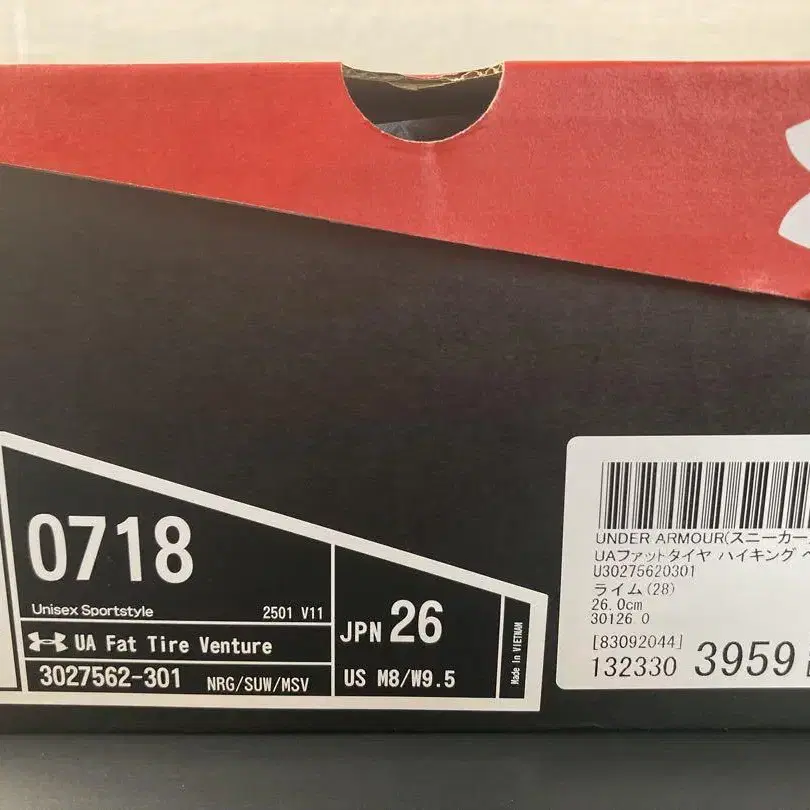 0718
Unisex Sportstyle 2501 V11
UA Fat Tire Venture
3027562-301 NRG/SUW/MSV
JPN 26
US M8/W9.5
Made in VIETNAM
UNDER ARMOUR(スニーカー
UAファットタイヤ ハイキング
U30275620301
ライム(28)
26.0cm
30126 0
[83092044]
132330 3959